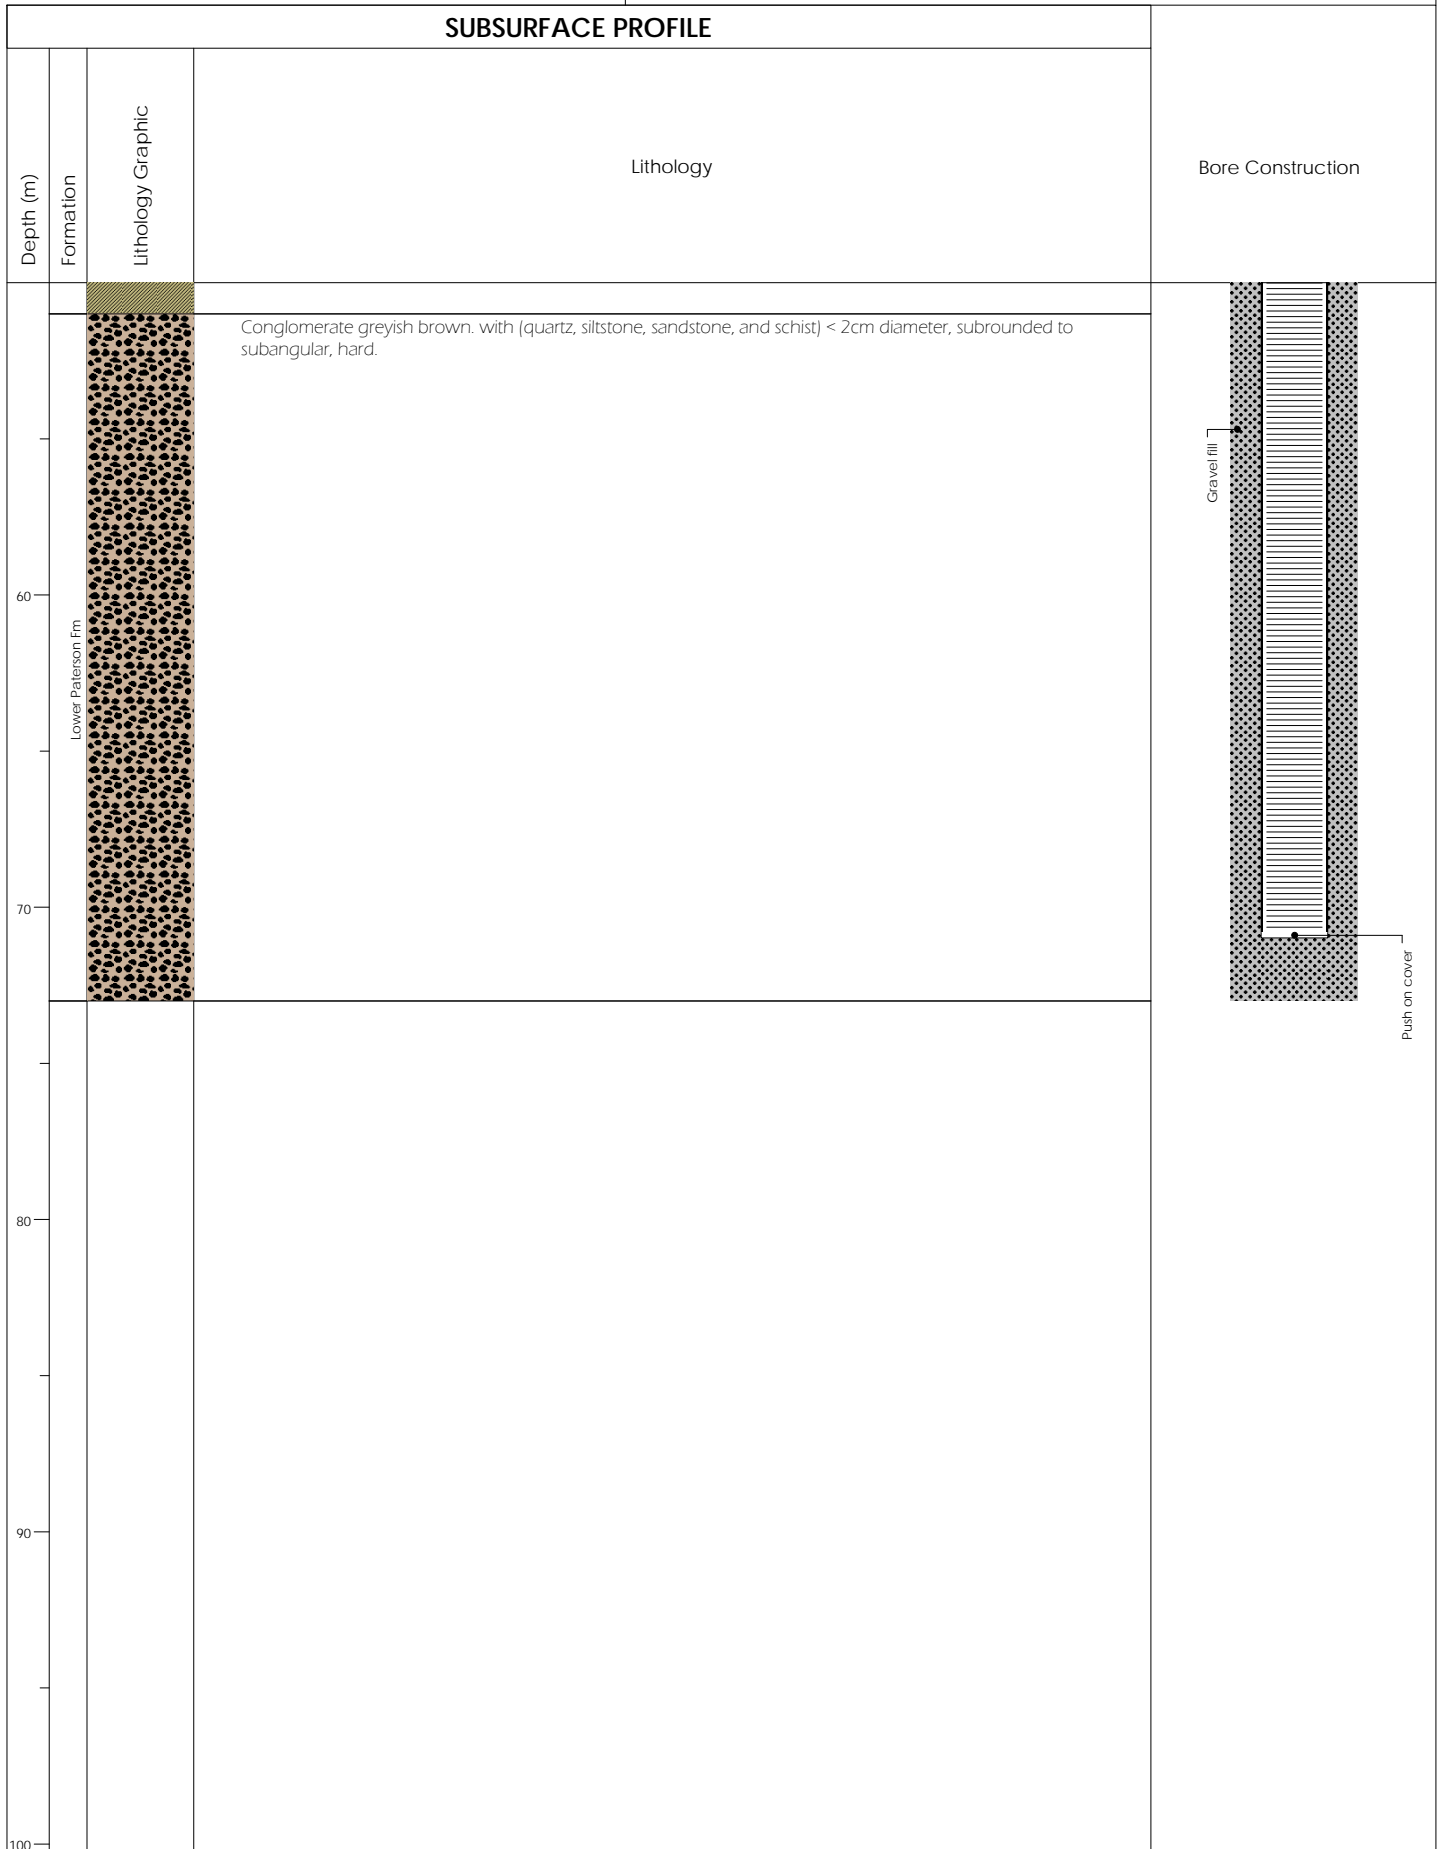 SUBSURFACE PROFILE
Depth (m)
Formation
Lithology Graphic
Lithology
Bore Construction
Conglomerate greyish brown. with (quartz, siltstone, sandstone, and schist) < 2cm diameter, subrounded to
subangular, hard.
Gravel fill
60
Lower Paterson Fm
70
Push on cover
80
90
100